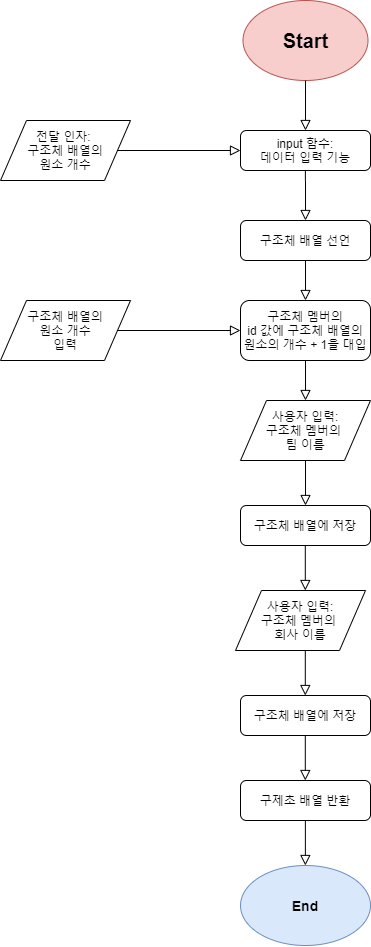 Start
전달 인자:
구조체 배열의
원소 개수
input 함수:
데이터 입력 기능
구조체 배열 선언
구조체 배열의
원소 개수
입력
구조체 멤버의
id 값에 구조체 배열의
원소의 개수 + 1을 대입
사용자 입력:
구조체 멤버의
팀 이름
구조체 배열에 저장
사용자 입력:
구조체 멤버의
회사 이름
구조체 배열에 저장
구제초 배열 반환
End